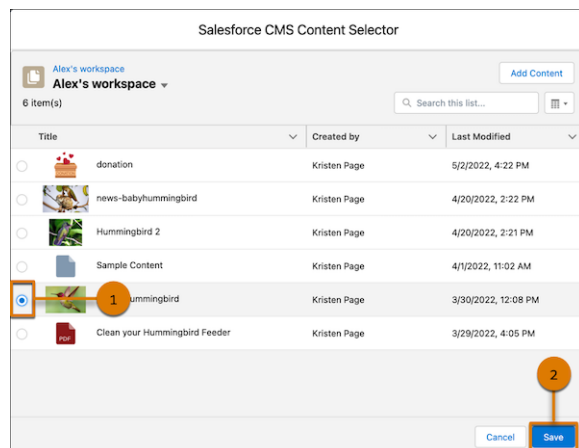 Salesforce CMS Content Selector
Alex's workspace
Alex's workspace
Add Content
6 item(s)
Search this list...
Title Created by Last Modified
donation Kristen Page 5/2/2022, 4:22 PM
news-babyhummingbird Kristen Page 4/20/2022, 2:22 PM
Hummingbird 2 Kristen Page 4/20/2022, 2:21 PM
Sample Content Kristen Page 4/1/2022, 11:02 AM
1 ummingbird Kristen Page 3/30/2022, 12:08 PM
PDF Clean your Hummingbird Feeder Kristen Page 3/29/2022, 4:05 PM
2
Cancel Save